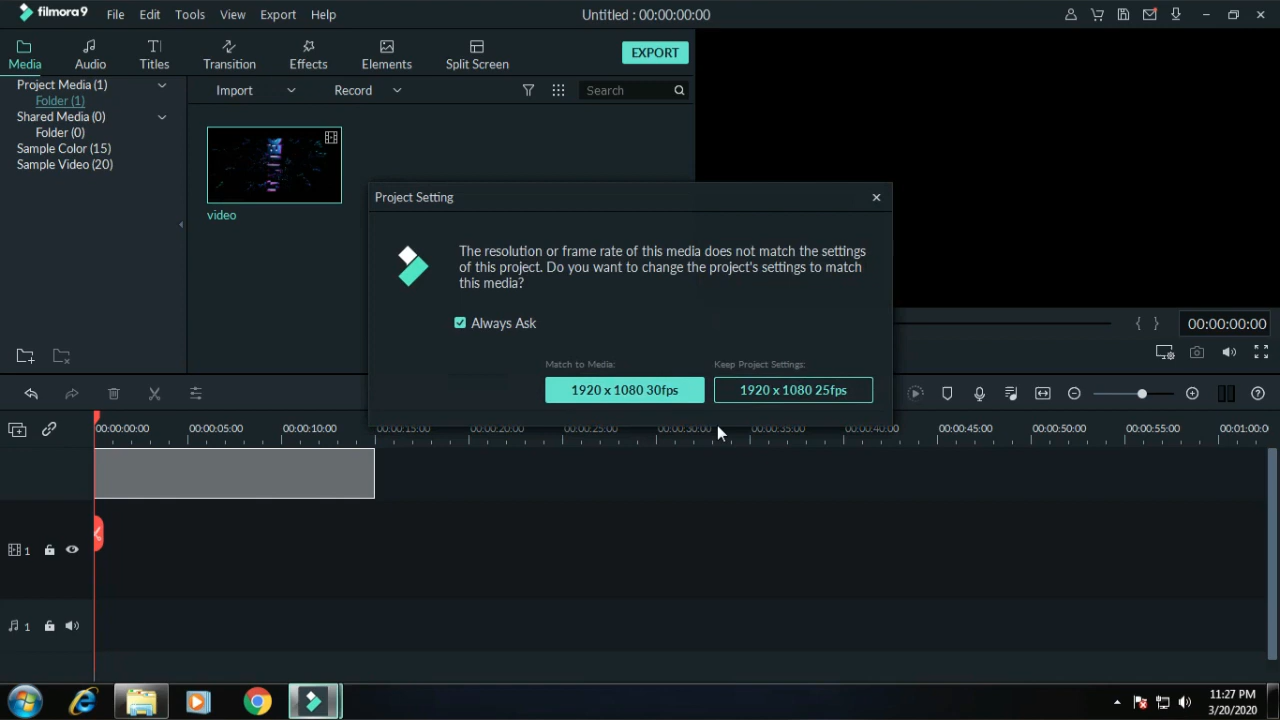 filmora9 File Edit Tools View Export Help Untitled : 00:00:00:00
Media Audio Titles Transition Effects Elements Split Screen EXPORT
Project Media (1)
Folder (1)
Shared Media (0)
Folder (0)
Sample Color (15)
Sample Video (20)
Import Record Search
video
Project Setting
The resolution or frame rate of this media does not match the settings
of this project. Do you want to change the project's settings to match
this media?
Always Ask
Match to Media: Keep Project Settings:
1920 x 1080 30fps 1920 x 1080 25fps
{ } 00:00:00:00
00:00:00:00 00:00:05:00 00:00:10:00 00:00:15:00 00:00:20:00 00:00:25:00 00:00:30:00 00:00:35:00 00:00:40:00 00:00:45:00 00:00:50:00 00:00:55:00 00:01:00:0
1
1
11:27 PM
3/20/2020